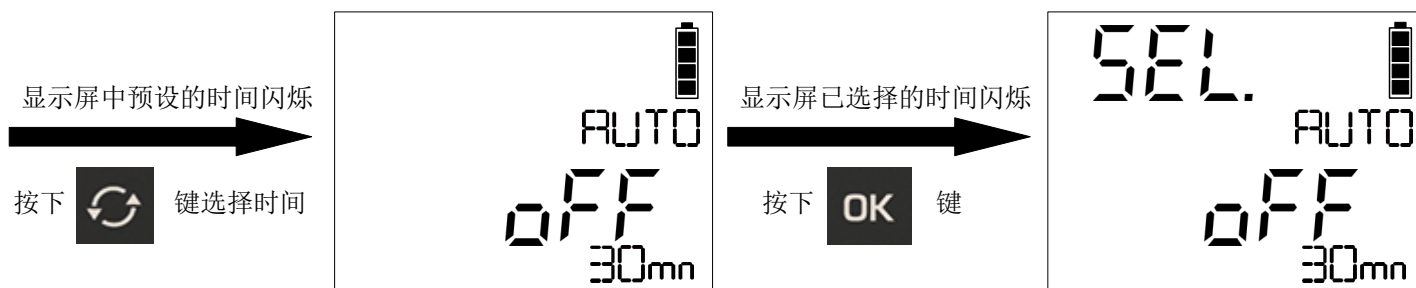 显示屏中预设的时间闪烁
按下 键选择时间
AUTO
oFF
30mn
显示屏已选择的时间闪烁
按下 OK 键
SEL.
AUTO
oFF
30mn